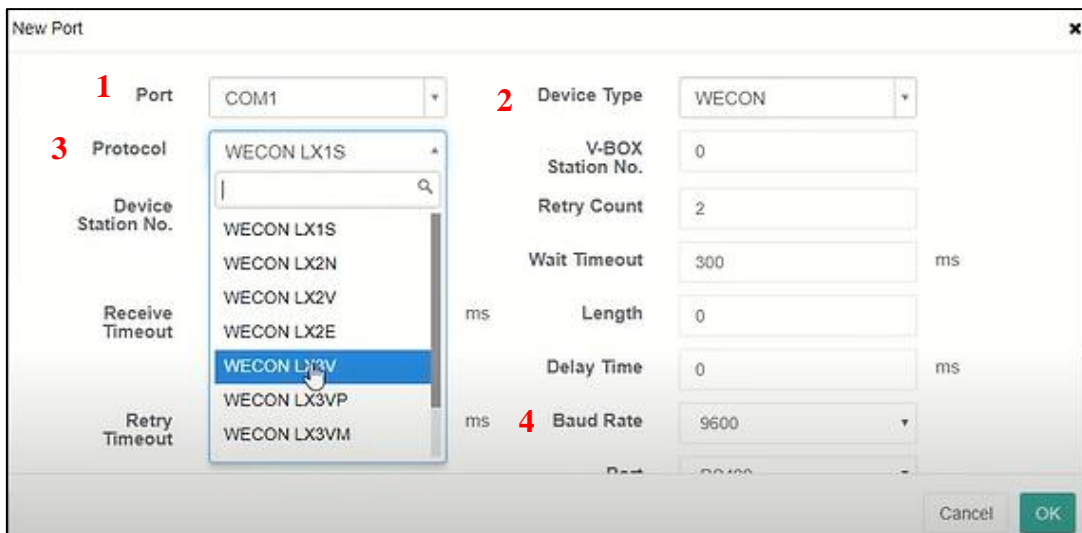 New Port ×
1 Port COM1 2 Device Type WECON
3 Protocol WECON LX1S V-BOX Station No. 0
Device Station No. Retry Count 2
WECON LX1S
WECON LX2N Wait Timeout 300 ms
WECON LX2V
Receive Timeout ms Length 0
WECON LX2E
WECON LX3V Delay Time 0 ms
WECON LX3VP
Retry Timeout ms 4 Baud Rate 9600
WECON LX3VM
Cancel OK